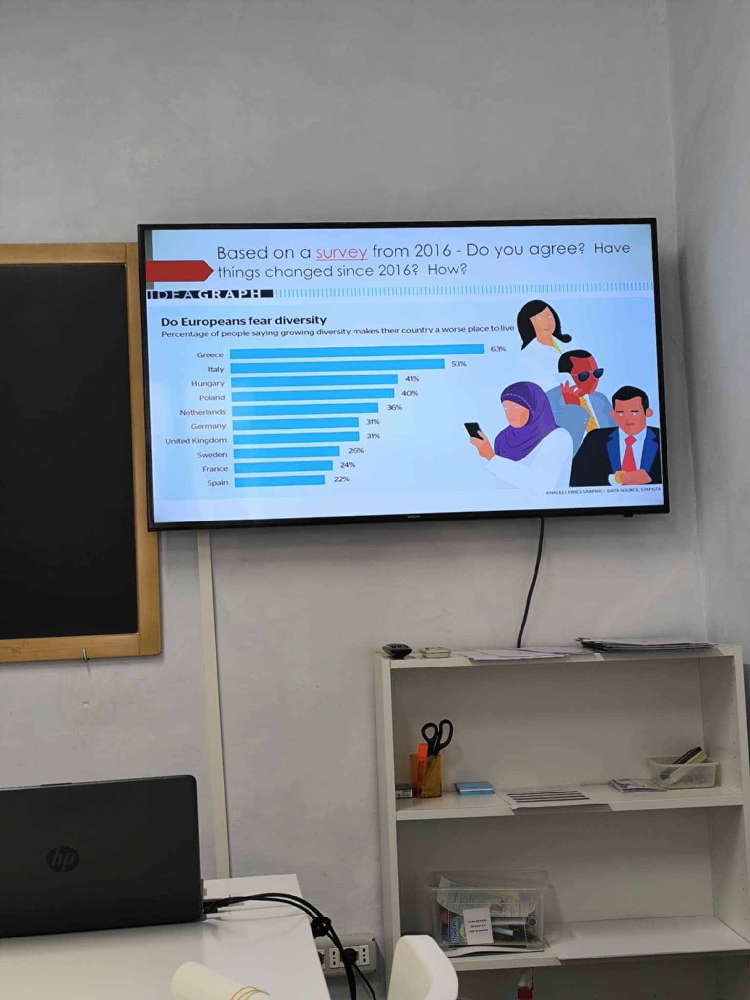 Based on a survey from 2016 - Do you agree? Have
things changed since 2016? How?
IDEAGRAPH
Do Europeans fear diversity
Percentage of people saying growing diversity makes their country a worse place to live
Greece 63%
Italy 53%
Hungary 41%
Poland 40%
Netherlands 36%
Germany 31%
United Kingdom 31%
Sweden 26%
France 24%
Spain 22%
KHALEEJ TIMES GRAPHIC • DATA SOURCE: STATISTA
SAMSUNG
hp